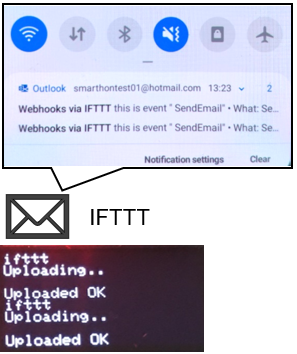 Outlook smarthontest01@hotmail.com 13:23 2
Webhooks via IFTTT this is event " SendEmail" • What: Se...
Webhooks via IFTTT this is event " SendEmail" • What: Se...
Notification settings Clear
IFTTT
ifttt
Uploading..
Uploaded OK
ifttt
Uploading..
Uploaded OK